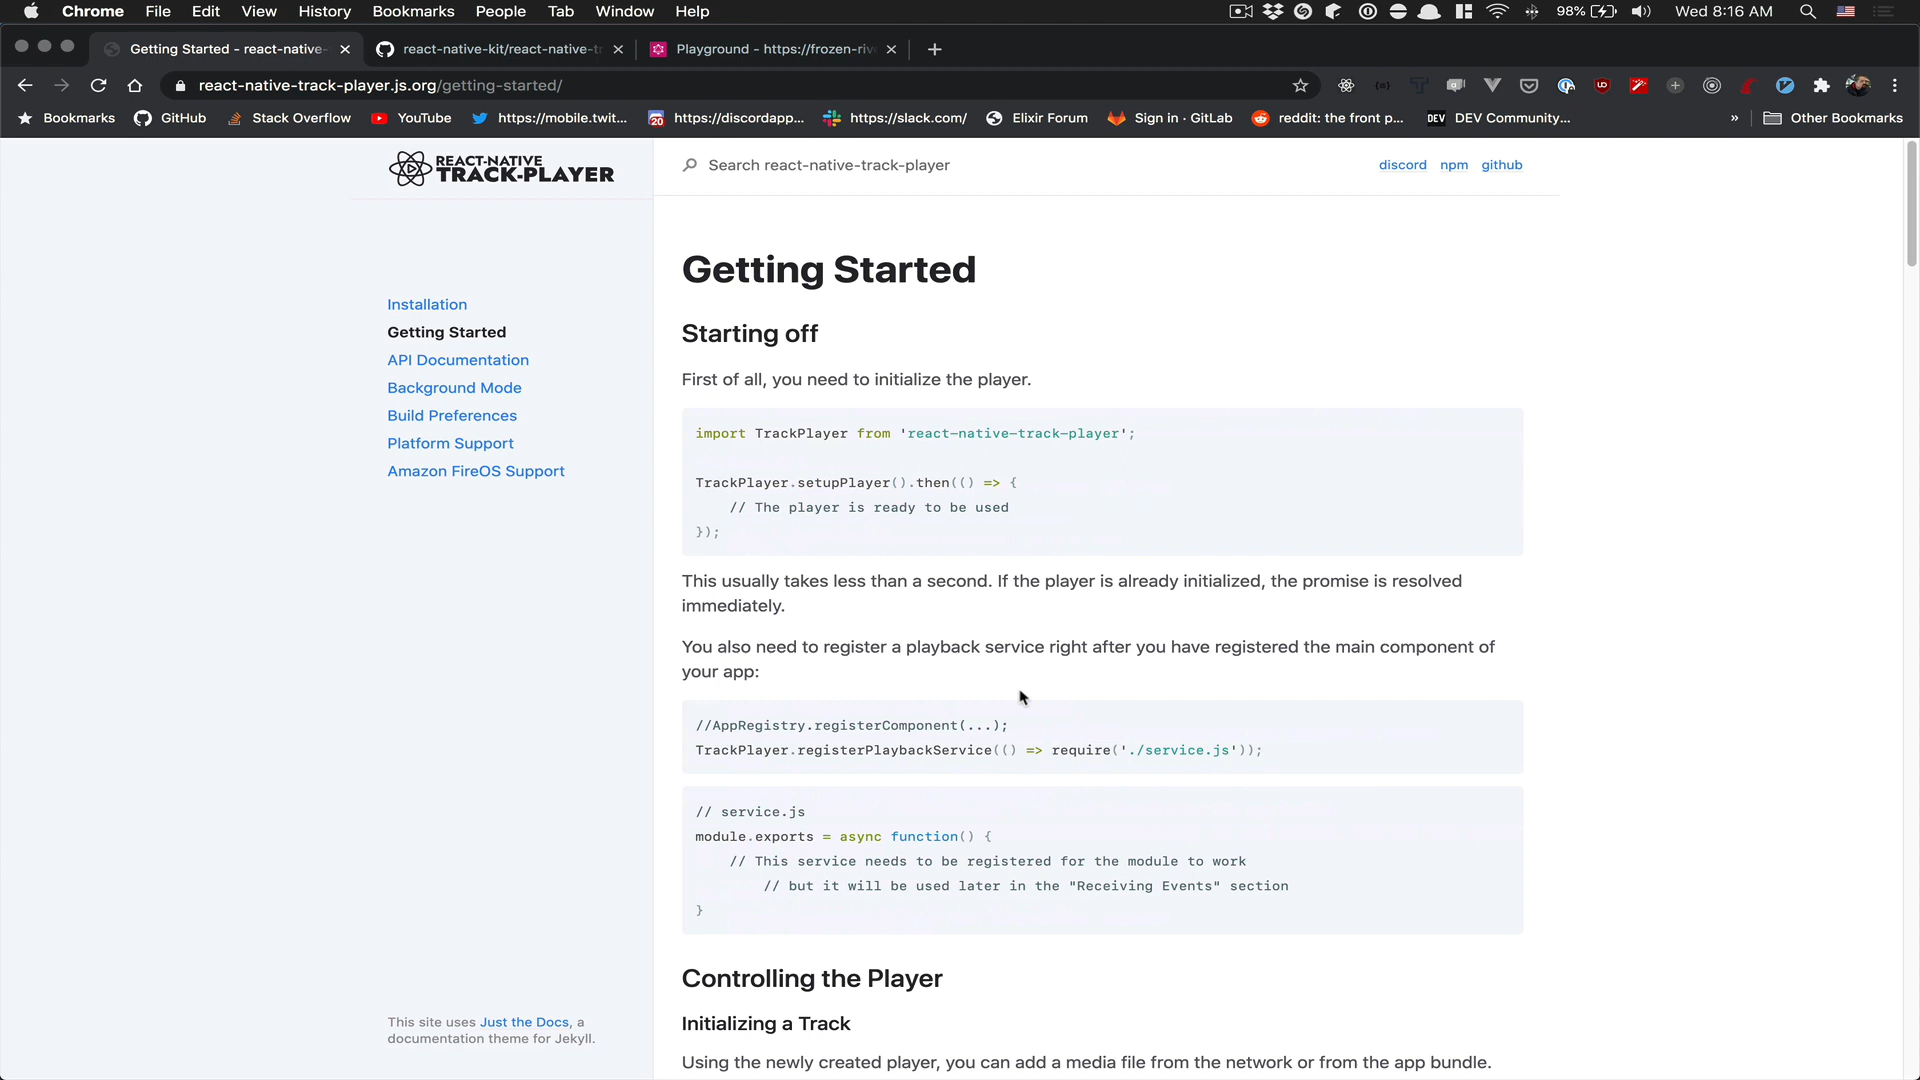 Chrome File Edit View History Bookmarks People Tab Window Help 98% Wed 8:16 AM
Getting Started - react-native- react-native-kit/react-native-tr Playground - https://frozen-rive
react-native-track-player.js.org/getting-started/
Bookmarks GitHub Stack Overflow YouTube https://mobile.twit... https://discordapp... https://slack.com/ Elixir Forum Sign in · GitLab reddit: the front p... DEV DEV Community... » Other Bookmarks
REACT-NATIVE
TRACK-PLAYER
Search react-native-track-player
discord npm github
Installation
Getting Started
API Documentation
Background Mode
Build Preferences
Platform Support
Amazon FireOS Support
This site uses Just the Docs, a
documentation theme for Jekyll.
Getting Started
Starting off
First of all, you need to initialize the player.
import TrackPlayer from 'react-native-track-player';
TrackPlayer.setupPlayer().then(() => {
// The player is ready to be used
});
This usually takes less than a second. If the player is already initialized, the promise is resolved
immediately.
You also need to register a playback service right after you have registered the main component of
your app:
//AppRegistry.registerComponent(...);
TrackPlayer.registerPlaybackService(() => require('./service.js'));
// service.js
module.exports = async function() {
// This service needs to be registered for the module to work
// but it will be used later in the "Receiving Events" section
}
Controlling the Player
Initializing a Track
Using the newly created player, you can add a media file from the network or from the app bundle.